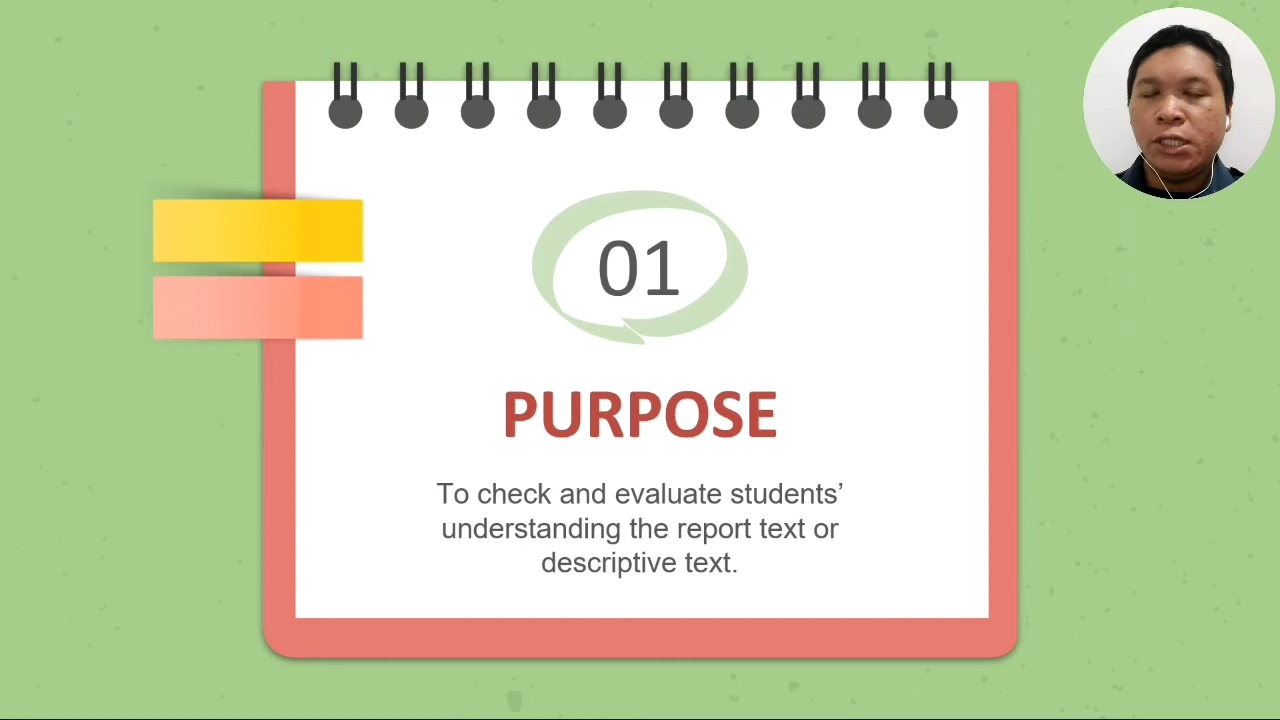 01
PURPOSE
To check and evaluate students’
understanding the report text or
descriptive text.